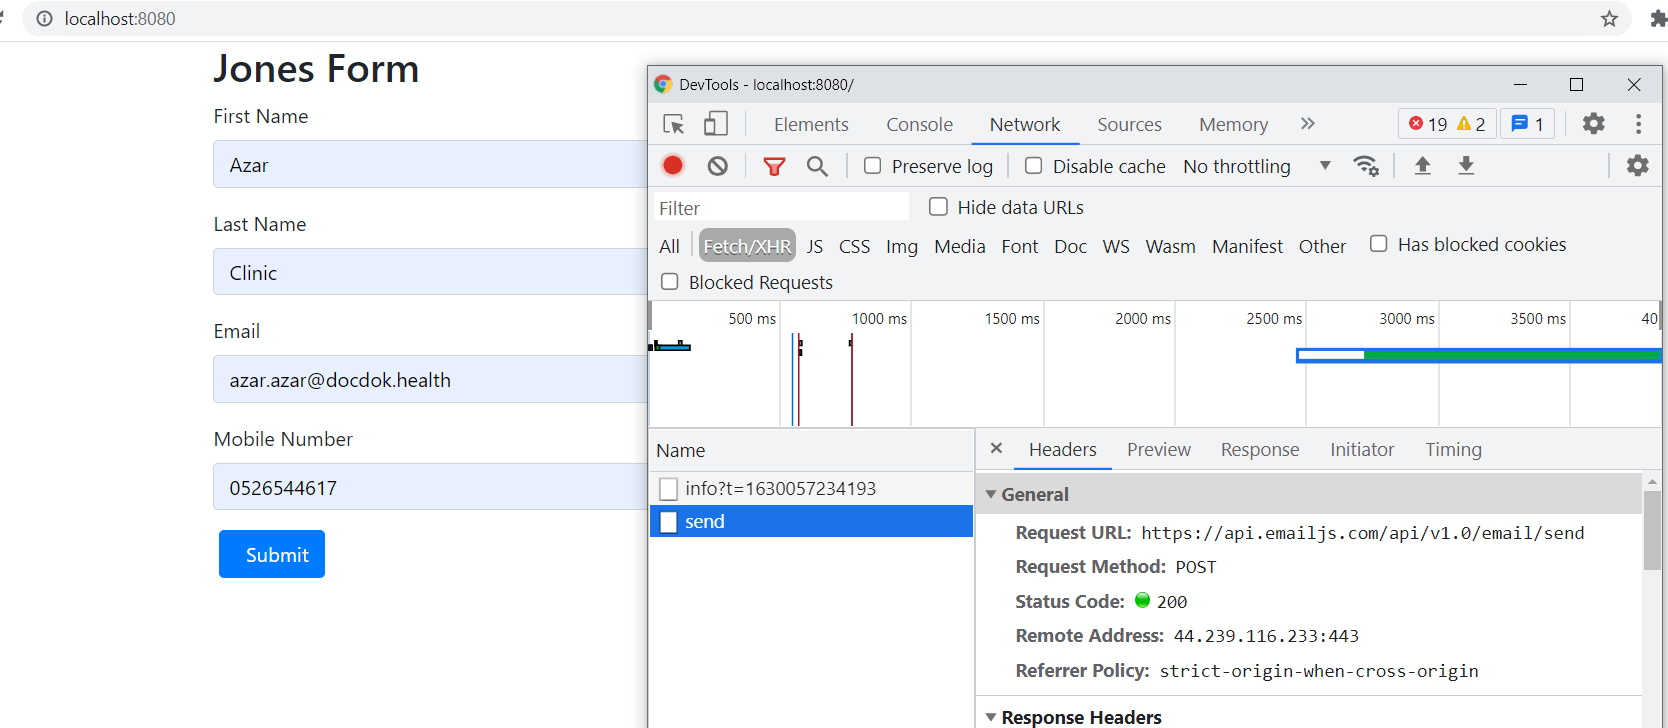 localhost:8080
Jones Form
First Name
Azar
Last Name
Clinic
Email
azar.azar@docdok.health
Mobile Number
0526544617
Submit
DevTools - localhost:8080/
Elements Console Network Sources Memory » 19 2 1
Preserve log Disable cache No throttling
Filter Hide data URLs
All Fetch/XHR JS CSS Img Media Font Doc WS Wasm Manifest Other Has blocked cookies
Blocked Requests
500 ms 1000 ms 1500 ms 2000 ms 2500 ms 3000 ms 3500 ms 40
Name
info?t=1630057234193
send
× Headers Preview Response Initiator Timing
General
Request URL: https://api.emailjs.com/api/v1.0/email/send
Request Method: POST
Status Code: 200
Remote Address: 44.239.116.233:443
Referrer Policy: strict-origin-when-cross-origin
Response Headers